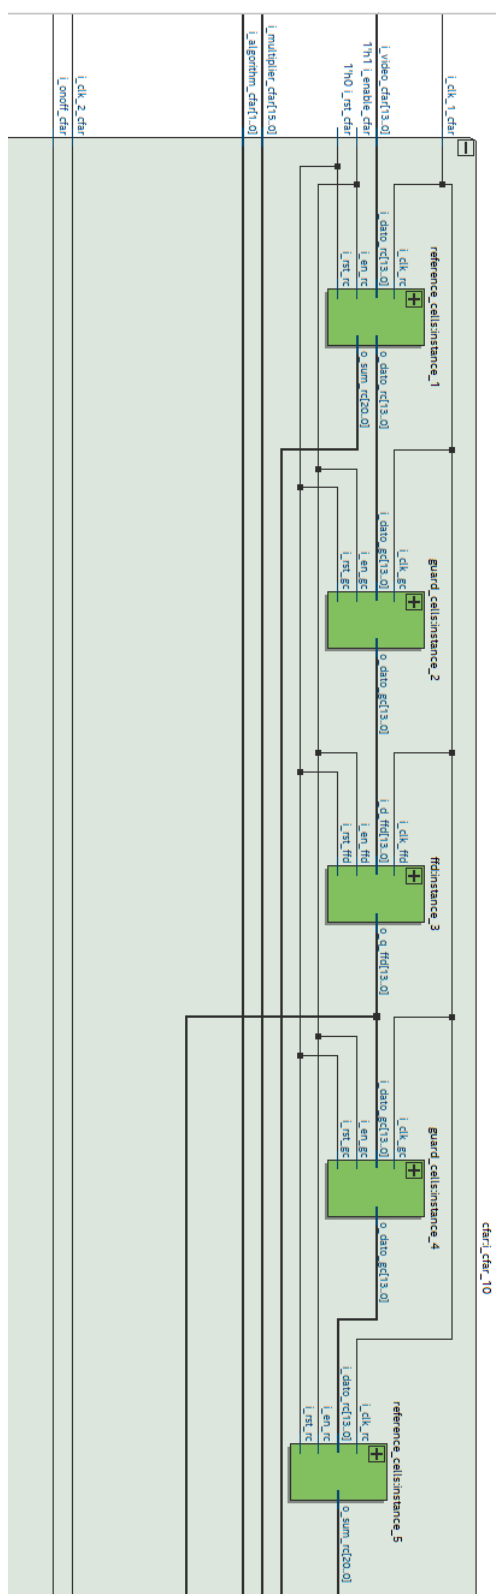 cfar:i_cfar_10
i_clk_1_cfar
i_video_cfar[13..0]
1'h1 i_enable_cfar
1'h0 i_rst_cfar
i_multiplier_cfar[15..0]
i_algorithm_cfar[1..0]
i_clk_2_cfar
i_onoff_cfar
reference_cells:instance_1
i_clk_rc
i_dato_rc[13..0]
i_en_rc
i_rst_rc
o_dato_rc[13..0]
o_sum_rc[20..0]
guard_cells:instance_2
i_clk_gc
i_dato_gc[13..0]
i_en_gc
i_rst_gc
o_dato_gc[13..0]
ffd:instance_3
i_clk_ffd
i_d_ffd[13..0]
i_en_ffd
i_rst_ffd
o_q_ffd[13..0]
guard_cells:instance_4
i_clk_gc
i_dato_gc[13..0]
i_en_gc
i_rst_gc
o_dato_gc[13..0]
reference_cells:instance_5
i_clk_rc
i_dato_rc[13..0]
i_en_rc
i_rst_rc
o_sum_rc[20..0]